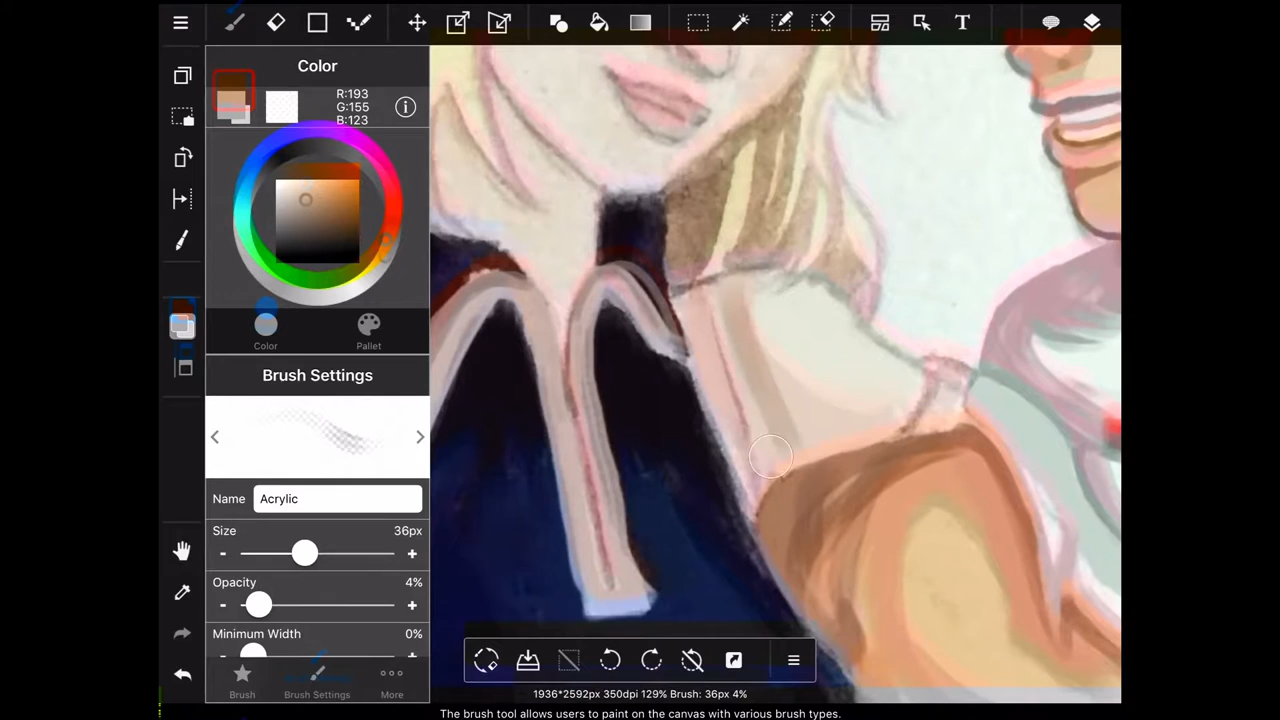 T
Color
R:193
G:155
B:123
Color
Pallet
Brush Settings
Name Acrylic
Size 36px
- +
Opacity 4%
- +
Minimum Width 0%
- +
Brush
Brush Settings
More
1936*2592px 350dpi 129% Brush: 36px 4%
The brush tool allows users to paint on the canvas with various brush types.